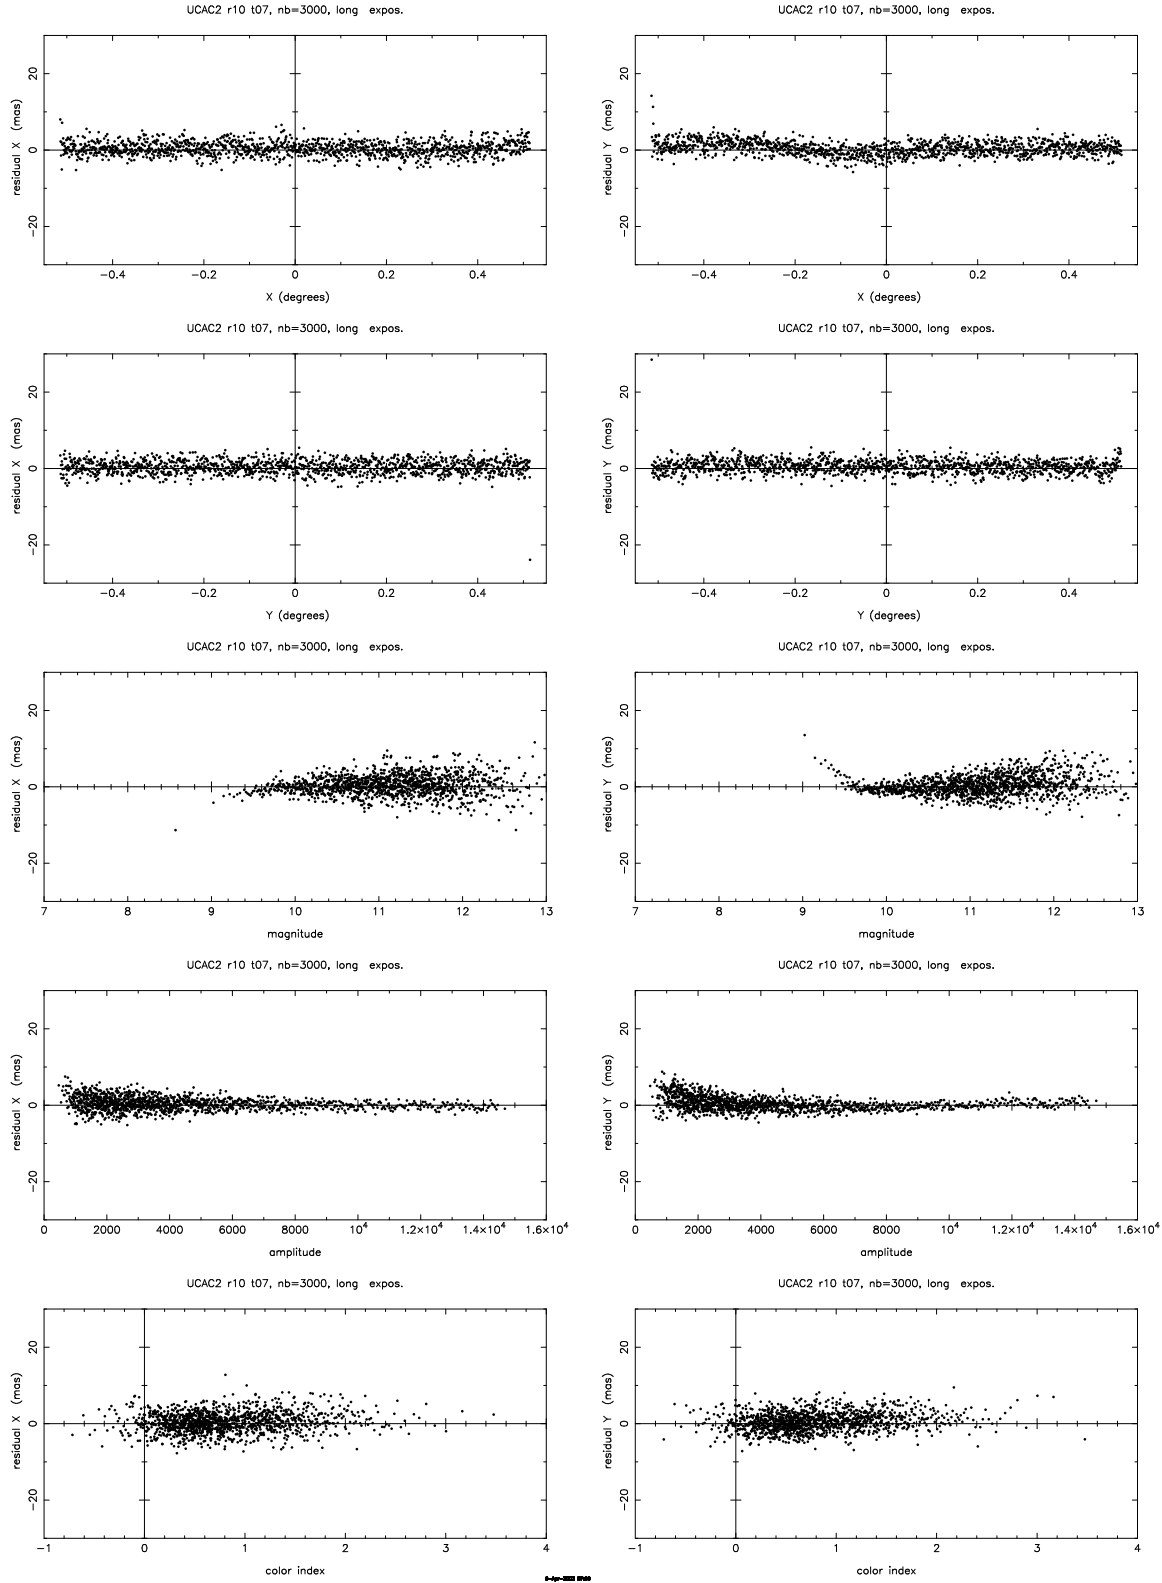 UCAC2 r10 t07, nb=3000, long expos.
UCAC2 r10 t07, nb=3000, long expos.
residual X (mas)
20
0
−20
−0.4 −0.2 0 0.2 0.4
X (degrees)
residual Y (mas)
20
0
−20
−0.4 −0.2 0 0.2 0.4
X (degrees)
UCAC2 r10 t07, nb=3000, long expos.
UCAC2 r10 t07, nb=3000, long expos.
residual X (mas)
20
0
−20
−0.4 −0.2 0 0.2 0.4
Y (degrees)
residual Y (mas)
20
0
−20
−0.4 −0.2 0 0.2 0.4
Y (degrees)
UCAC2 r10 t07, nb=3000, long expos.
UCAC2 r10 t07, nb=3000, long expos.
residual X (mas)
20
0
−20
7 8 9 10 11 12 13
magnitude
residual Y (mas)
20
0
−20
7 8 9 10 11 12 13
magnitude
UCAC2 r10 t07, nb=3000, long expos.
UCAC2 r10 t07, nb=3000, long expos.
residual X (mas)
20
0
−20
0 2000 4000 6000 8000 10⁴ 1.2×10⁴ 1.4×10⁴ 1.6×10⁴
amplitude
residual Y (mas)
20
0
−20
0 2000 4000 6000 8000 10⁴ 1.2×10⁴ 1.4×10⁴ 1.6×10⁴
amplitude
UCAC2 r10 t07, nb=3000, long expos.
UCAC2 r10 t07, nb=3000, long expos.
residual X (mas)
20
0
−20
−1 0 1 2 3 4
color index
residual Y (mas)
20
0
−20
−1 0 1 2 3 4
color index